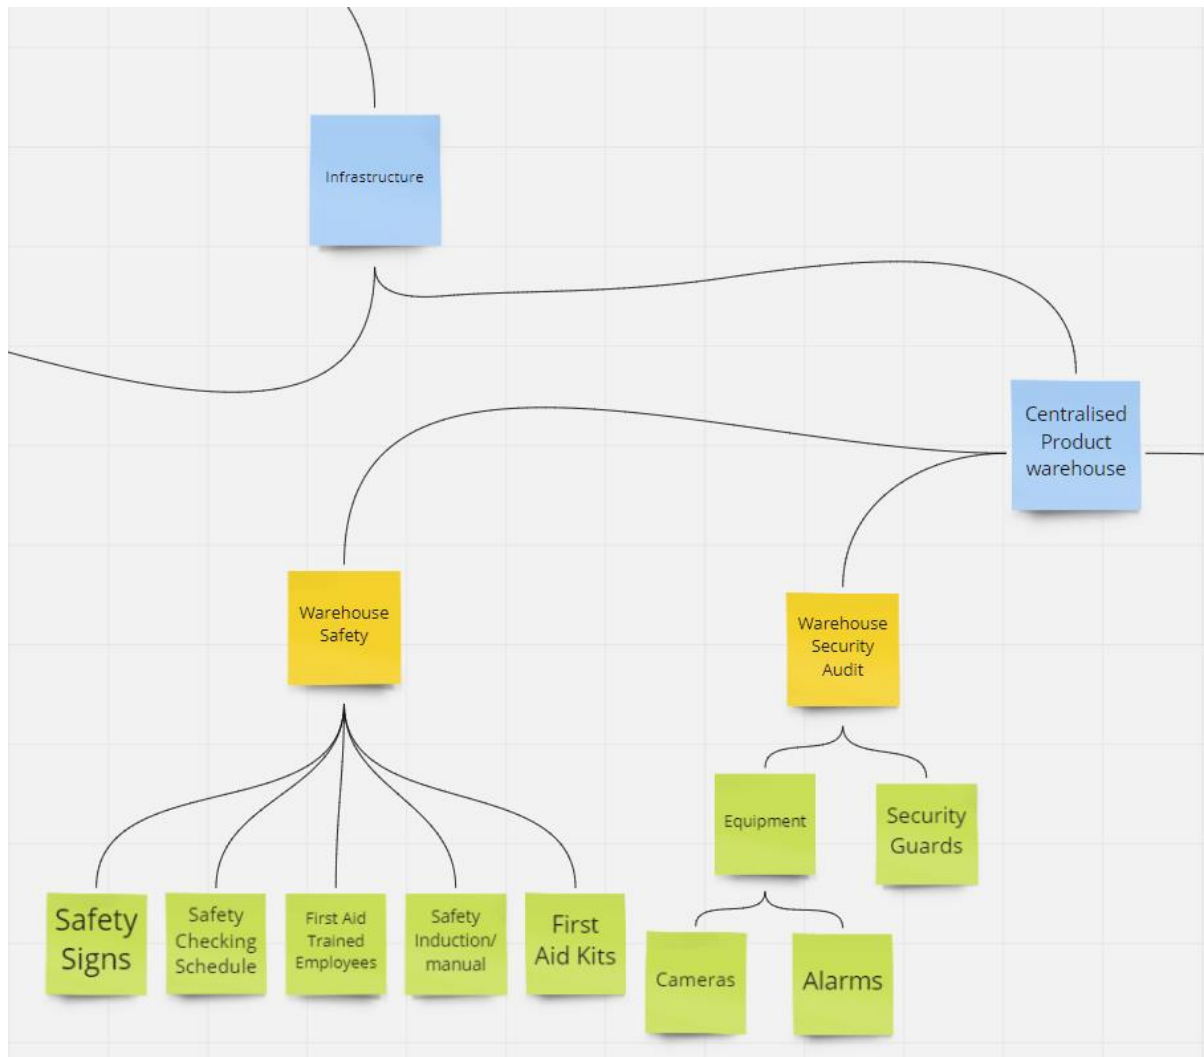 Infrastructure
Centralised
Product
warehouse
Warehouse
Safety
Warehouse
Security
Audit
Equipment
Security
Guards
Safety
Signs
Safety
Checking
Schedule
First Aid
Trained
Employees
Safety
Induction/
manual
First
Aid Kits
Cameras
Alarms